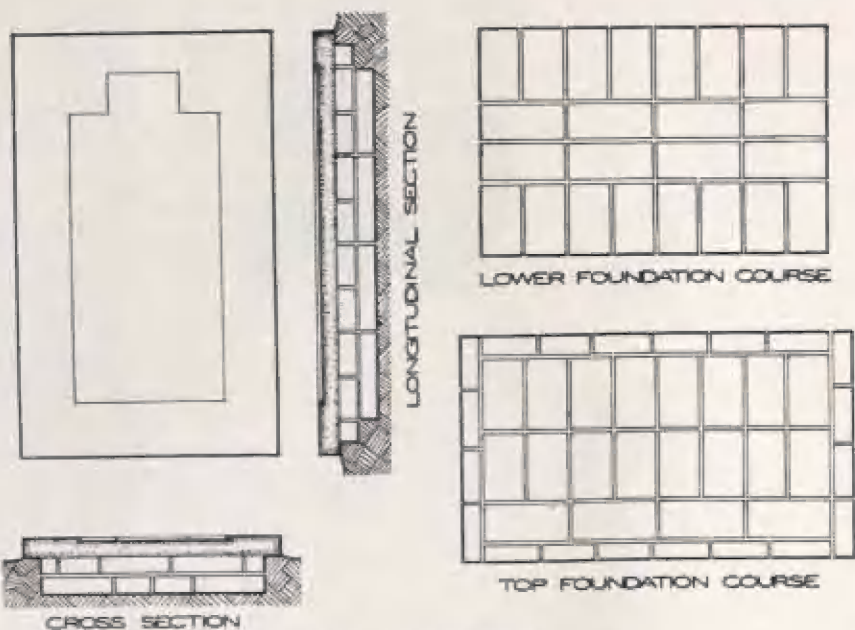 LONGITUDINAL SECTION
LOWER FOUNDATION COURSE
TOP FOUNDATION COURSE
CROSS SECTION